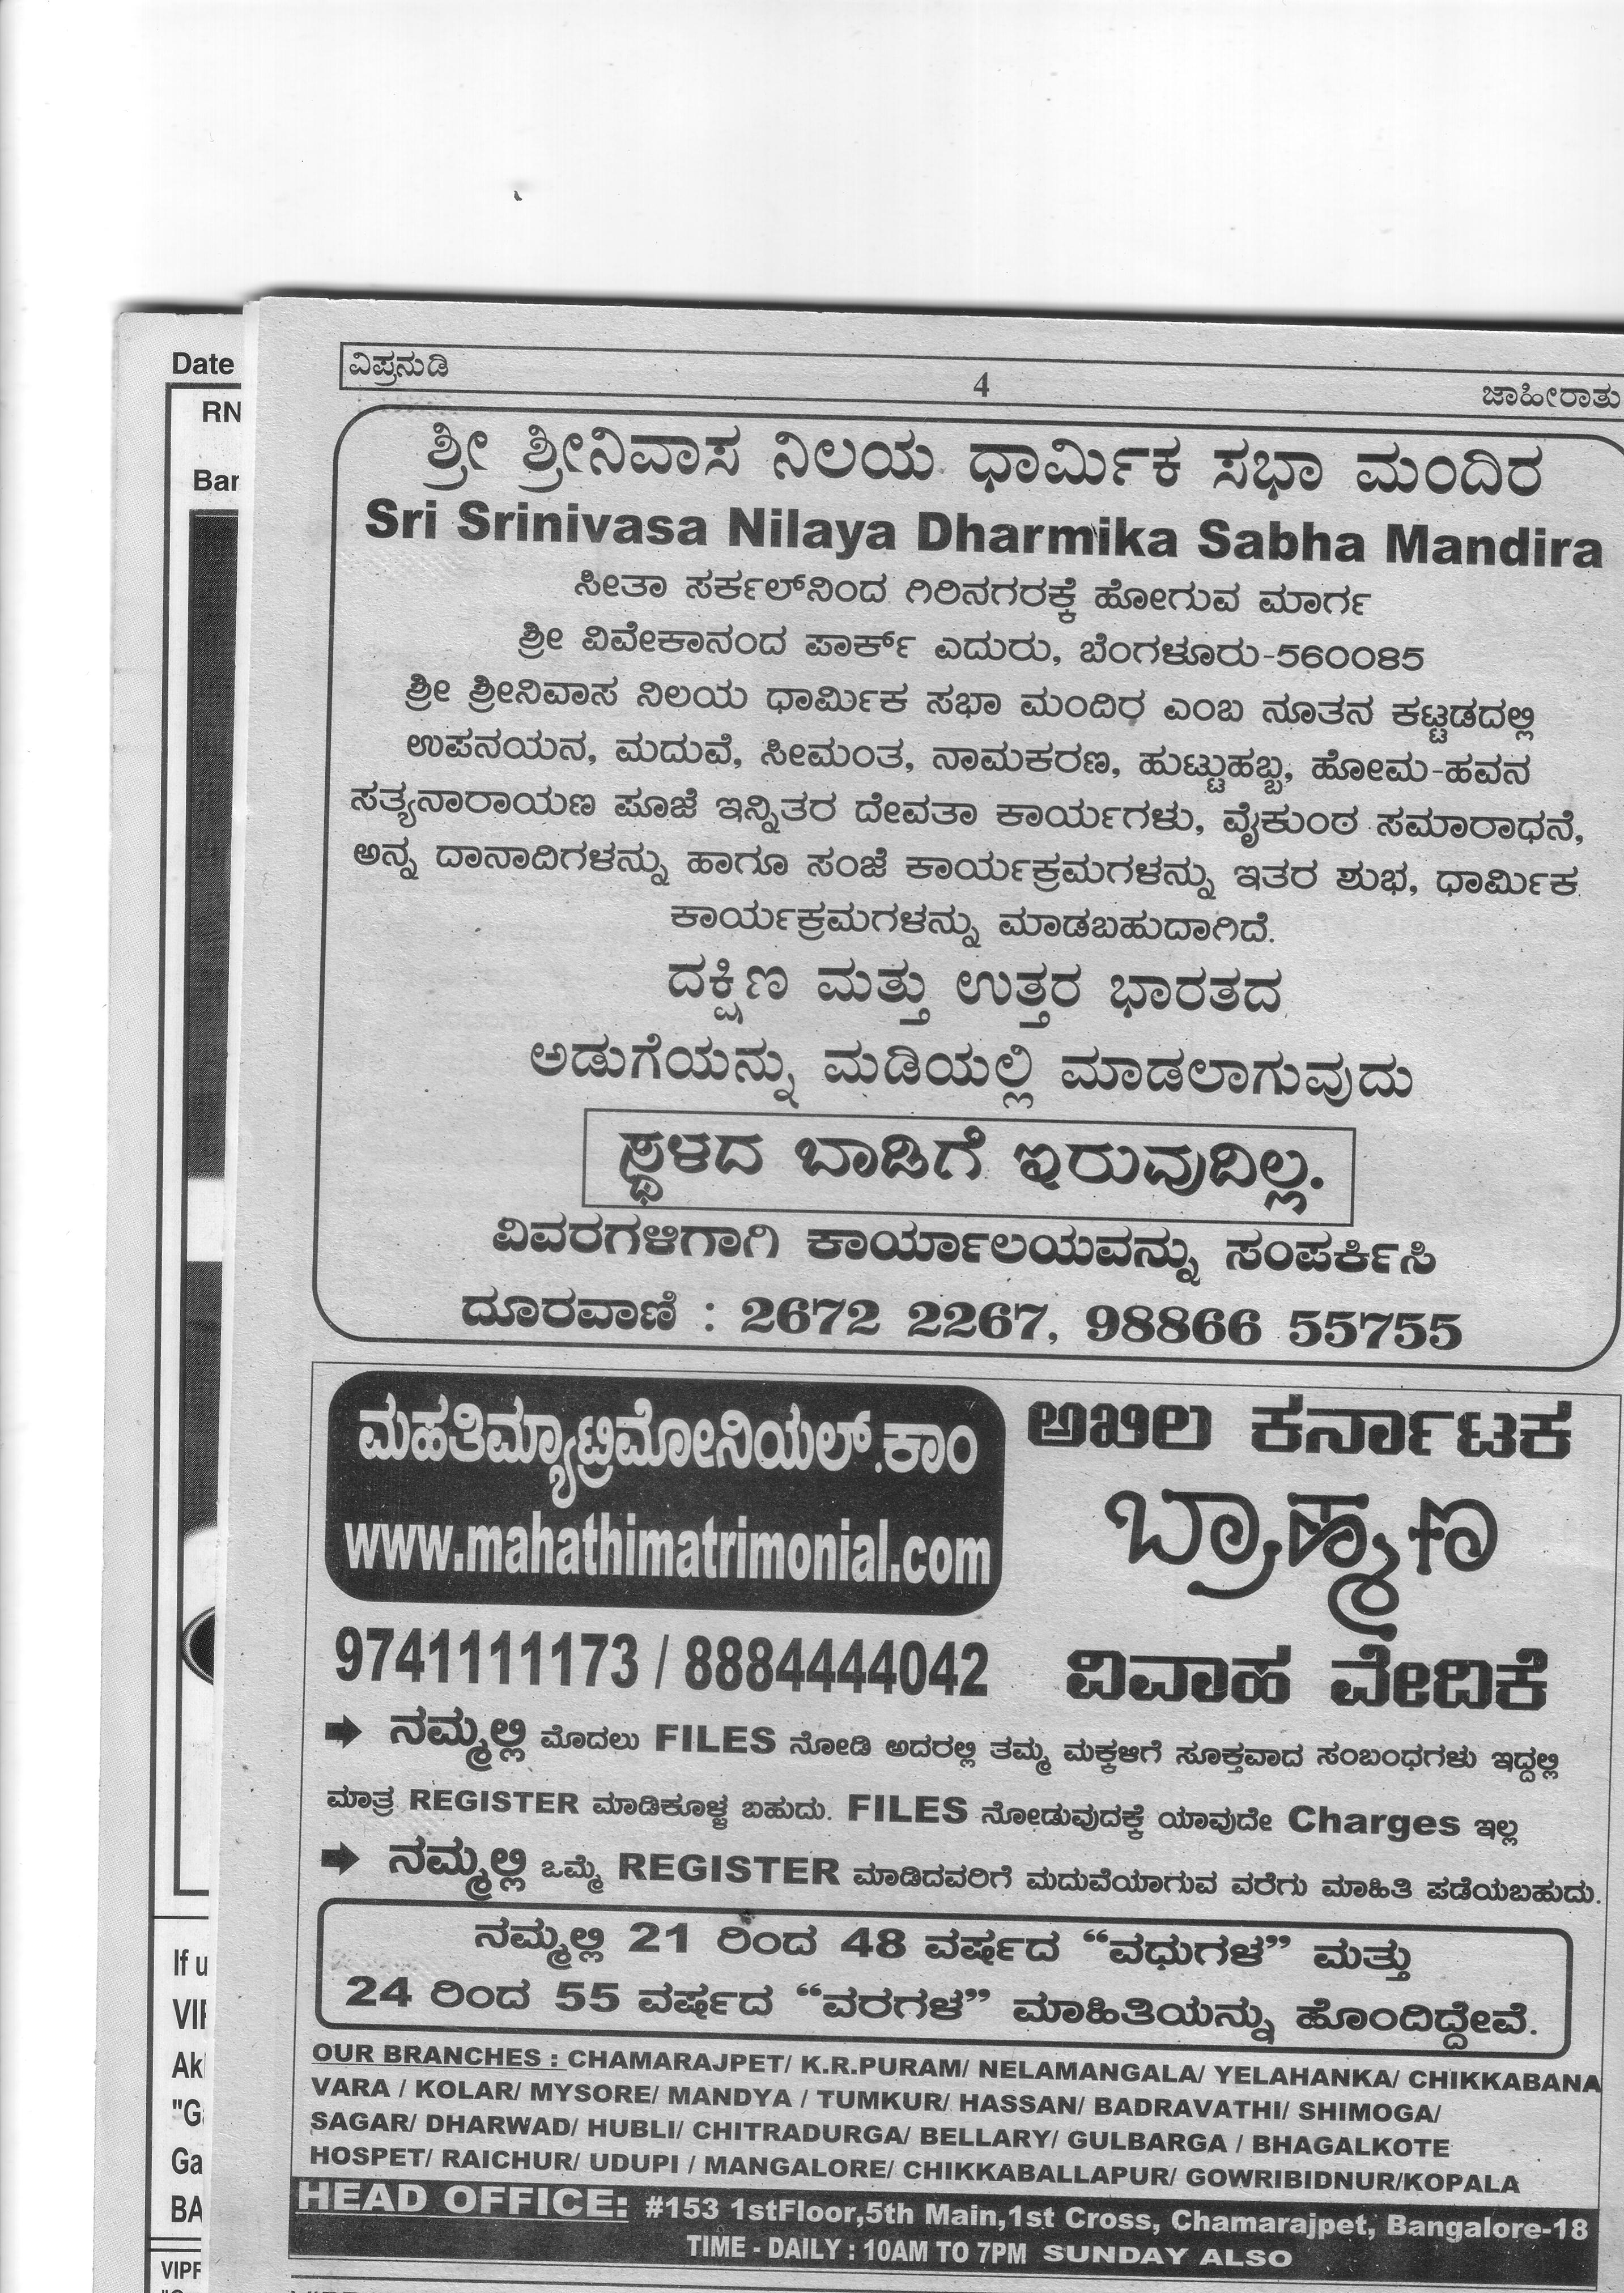 ವಿಪ್ರನುಡಿ
4
ಜಾಹೀರಾತು
ಶ್ರೀ ಶ್ರೀನಿವಾಸ ನಿಲಯ ಧಾರ್ಮಿಕ ಸಭಾ ಮಂದಿರ
Sri Srinivasa Nilaya Dharmika Sabha Mandira
ಸೀತಾ ಸರ್ಕಲ್‌ನಿಂದ ಗಿರಿನಗರಕ್ಕೆ ಹೋಗುವ ಮಾರ್ಗ
ಶ್ರೀ ವಿವೇಕಾನಂದ ಪಾರ್ಕ್ ಎದುರು, ಬೆಂಗಳೂರು-560085
ಶ್ರೀ ಶ್ರೀನಿವಾಸ ನಿಲಯ ಧಾರ್ಮಿಕ ಸಭಾ ಮಂದಿರ ಎಂಬ ನೂತನ ಕಟ್ಟಡದಲ್ಲಿ
ಉಪನಯನ, ಮದುವೆ, ಸೀಮಂತ, ನಾಮಕರಣ, ಹುಟ್ಟುಹಬ್ಬ, ಹೋಮ-ಹವನ
ಸತ್ಯನಾರಾಯಣ ಪೂಜೆ ಇನ್ನಿತರ ದೇವತಾ ಕಾರ್ಯಗಳು, ವೈಕುಂಠ ಸಮಾರಾಧನೆ,
ಅನ್ನ ದಾನಾದಿಗಳನ್ನು ಹಾಗೂ ಸಂಜೆ ಕಾರ್ಯಕ್ರಮಗಳನ್ನು ಇತರ ಶುಭ, ಧಾರ್ಮಿಕ
ಕಾರ್ಯಕ್ರಮಗಳನ್ನು ಮಾಡಬಹುದಾಗಿದೆ.
ದಕ್ಷಿಣ ಮತ್ತು ಉತ್ತರ ಭಾರತದ
ಅಡುಗೆಯನ್ನು ಮಡಿಯಲ್ಲಿ ಮಾಡಲಾಗುವುದು
ಸ್ಥಳದ ಬಾಡಿಗೆ ಇರುವುದಿಲ್ಲ.
ವಿವರಗಳಿಗಾಗಿ ಕಾರ್ಯಾಲಯವನ್ನು ಸಂಪರ್ಕಿಸಿ
ದೂರವಾಣಿ : 2672 2267, 98866 55755
ಮಹತಿಮ್ಯಾಟ್ರಿಮೋನಿಯಲ್.ಕಾಂ
www.mahathimatrimonial.com
9741111173 / 8884444042
ಅಖಿಲ ಕರ್ನಾಟಕ
ಬ್ರಾಹ್ಮಣ
ವಿವಾಹ ವೇದಿಕೆ
➡ ನಮ್ಮಲ್ಲಿ ಮೊದಲು FILES ನೋಡಿ ಅದರಲ್ಲಿ ತಮ್ಮ ಮಕ್ಕಳಿಗೆ ಸೂಕ್ತವಾದ ಸಂಬಂಧಗಳು ಇದ್ದಲ್ಲಿ
ಮಾತ್ರ REGISTER ಮಾಡಿಕೊಳ್ಳ ಬಹುದು. FILES ನೋಡುವುದಕ್ಕೆ ಯಾವುದೇ Charges ಇಲ್ಲ
➡ ನಮ್ಮಲ್ಲಿ ಒಮ್ಮೆ REGISTER ಮಾಡಿದವರಿಗೆ ಮದುವೆಯಾಗುವ ವರೆಗು ಮಾಹಿತಿ ಪಡೆಯಬಹುದು.
ನಮ್ಮಲ್ಲಿ 21 ರಿಂದ 48 ವರ್ಷದ “ವಧುಗಳ” ಮತ್ತು
24 ರಿಂದ 55 ವರ್ಷದ “ವರಗಳ” ಮಾಹಿತಿಯನ್ನು ಹೊಂದಿದ್ದೇವೆ.
OUR BRANCHES : CHAMARAJPET/ K.R.PURAM/ NELAMANGALA/ YELAHANKA/ CHIKKABANA
VARA / KOLAR/ MYSORE/ MANDYA / TUMKUR/ HASSAN/ BADRAVATHI/ SHIMOGA/
SAGAR/ DHARWAD/ HUBLI/ CHITRADURGA/ BELLARY/ GULBARGA / BHAGALKOTE
HOSPET/ RAICHUR/ UDUPI / MANGALORE/ CHIKKABALLAPUR/ GOWRIBIDNUR/KOPALA
HEAD OFFICE: #153 1stFloor,5th Main,1st Cross, Chamarajpet, Bangalore-18
TIME - DAILY : 10AM TO 7PM SUNDAY ALSO
Date
RN
Bar
If u
VIF
Ak
"G
Ga
BA
VIPF